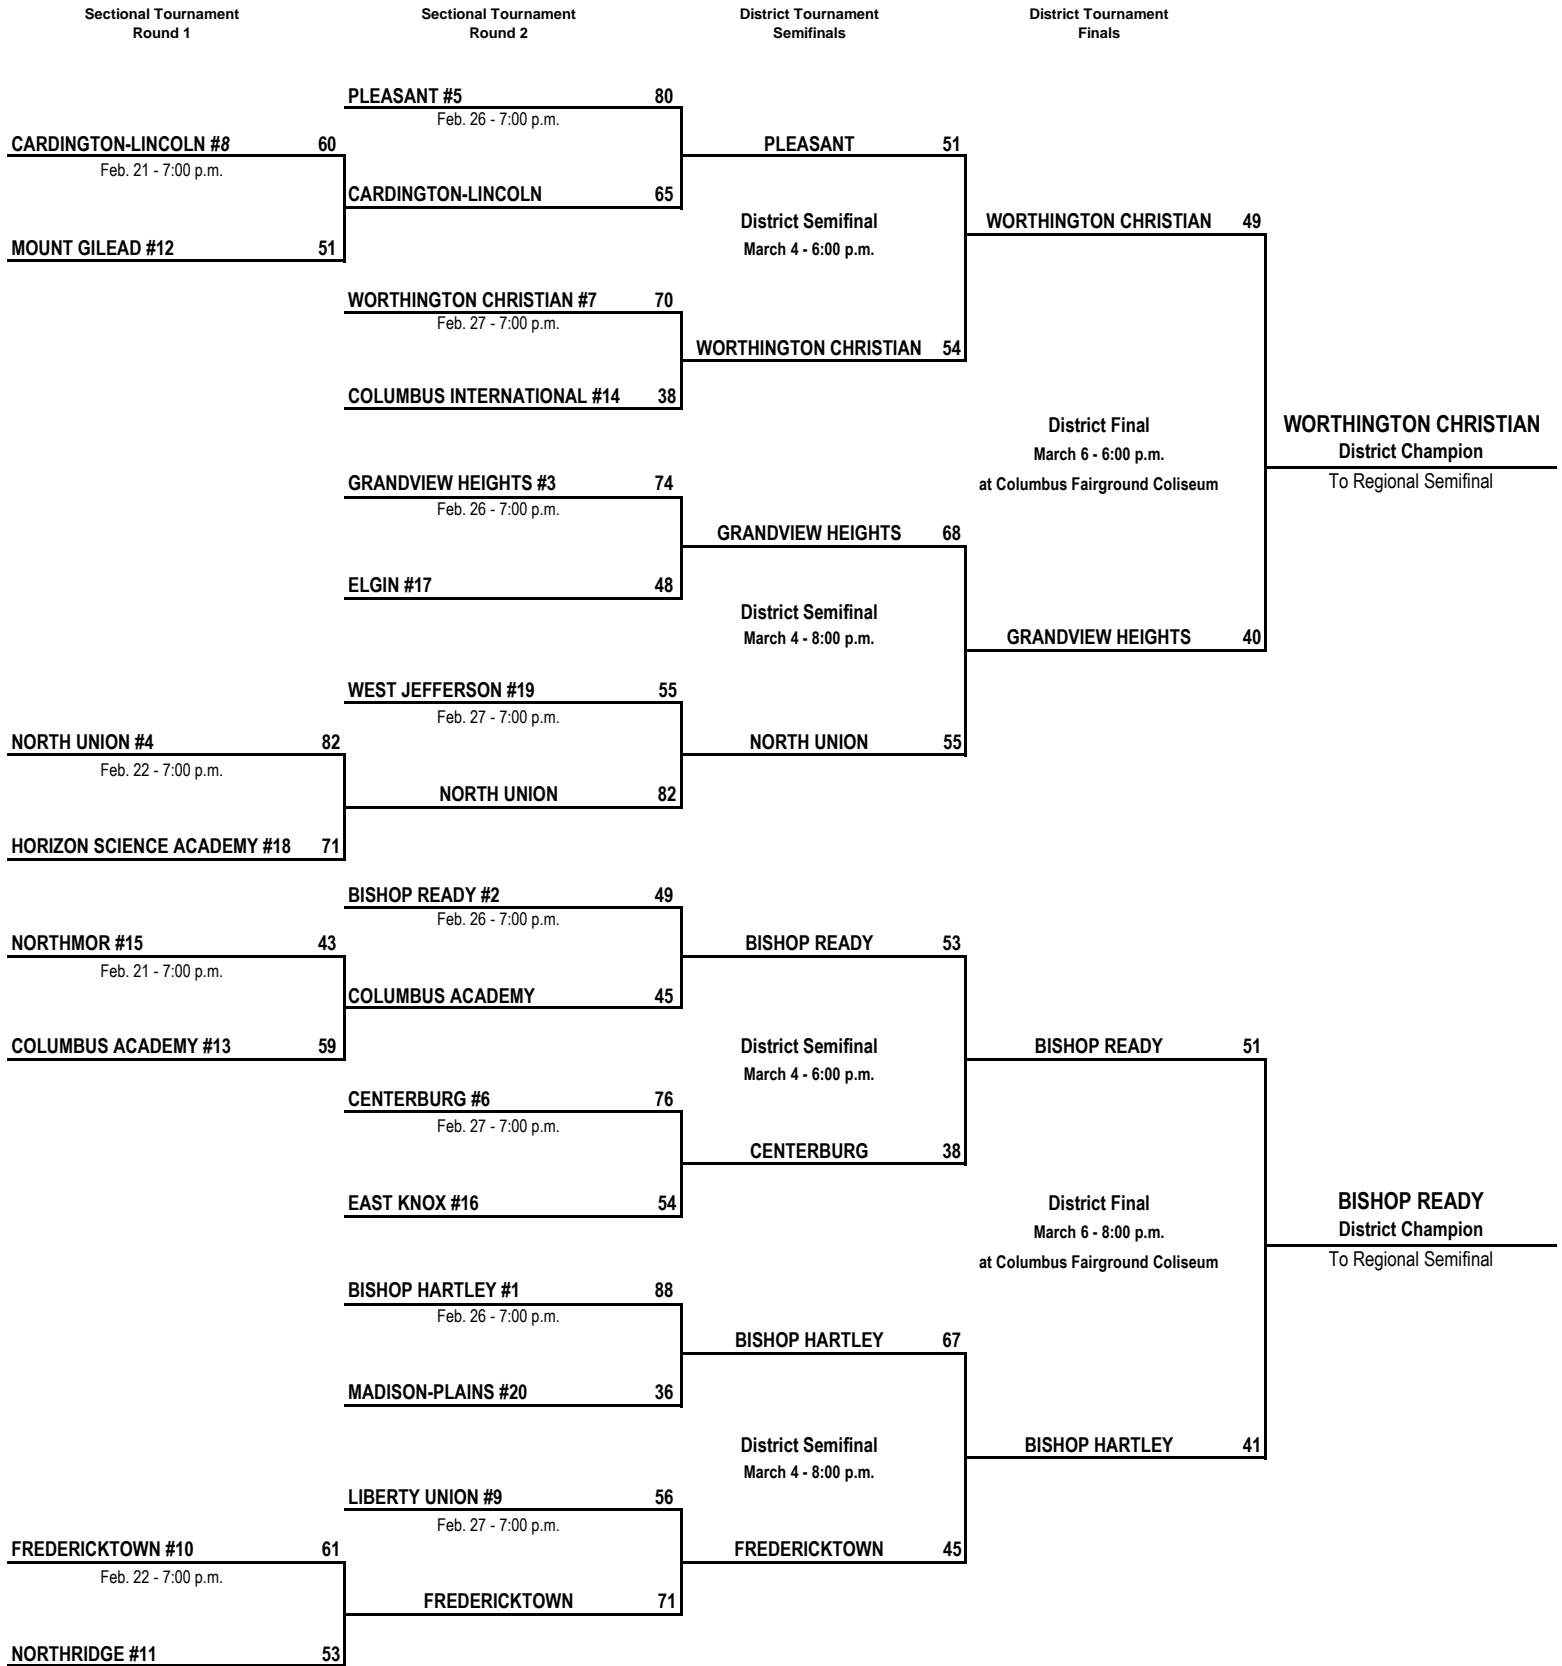 Sectional Tournament
Round 1
Sectional Tournament
Round 2
District Tournament
Semifinals
District Tournament
Finals
PLEASANT #5 80
Feb. 26 - 7:00 p.m.
CARDINGTON-LINCOLN #8 60
Feb. 21 - 7:00 p.m.
PLEASANT 51
CARDINGTON-LINCOLN 65
District Semifinal
March 4 - 6:00 p.m.
WORTHINGTON CHRISTIAN 49
MOUNT GILEAD #12 51
WORTHINGTON CHRISTIAN #7 70
Feb. 27 - 7:00 p.m.
WORTHINGTON CHRISTIAN 54
COLUMBUS INTERNATIONAL #14 38
District Final
March 6 - 6:00 p.m.
at Columbus Fairground Coliseum
WORTHINGTON CHRISTIAN
District Champion
To Regional Semifinal
GRANDVIEW HEIGHTS #3 74
Feb. 26 - 7:00 p.m.
GRANDVIEW HEIGHTS 68
ELGIN #17 48
District Semifinal
March 4 - 8:00 p.m.
GRANDVIEW HEIGHTS 40
WEST JEFFERSON #19 55
Feb. 27 - 7:00 p.m.
NORTH UNION #4 82
Feb. 22 - 7:00 p.m.
NORTH UNION 55
NORTH UNION 82
HORIZON SCIENCE ACADEMY #18 71
BISHOP READY #2 49
Feb. 26 - 7:00 p.m.
NORTHMOR #15 43
Feb. 21 - 7:00 p.m.
BISHOP READY 53
COLUMBUS ACADEMY 45
COLUMBUS ACADEMY #13 59
District Semifinal
March 4 - 6:00 p.m.
BISHOP READY 51
CENTERBURG #6 76
Feb. 27 - 7:00 p.m.
CENTERBURG 38
EAST KNOX #16 54
District Final
March 6 - 8:00 p.m.
at Columbus Fairground Coliseum
BISHOP READY
District Champion
To Regional Semifinal
BISHOP HARTLEY #1 88
Feb. 26 - 7:00 p.m.
BISHOP HARTLEY 67
MADISON-PLAINS #20 36
District Semifinal
March 4 - 8:00 p.m.
BISHOP HARTLEY 41
LIBERTY UNION #9 56
Feb. 27 - 7:00 p.m.
FREDERICKTOWN #10 61
Feb. 22 - 7:00 p.m.
FREDERICKTOWN 45
FREDERICKTOWN 71
NORTHRIDGE #11 53